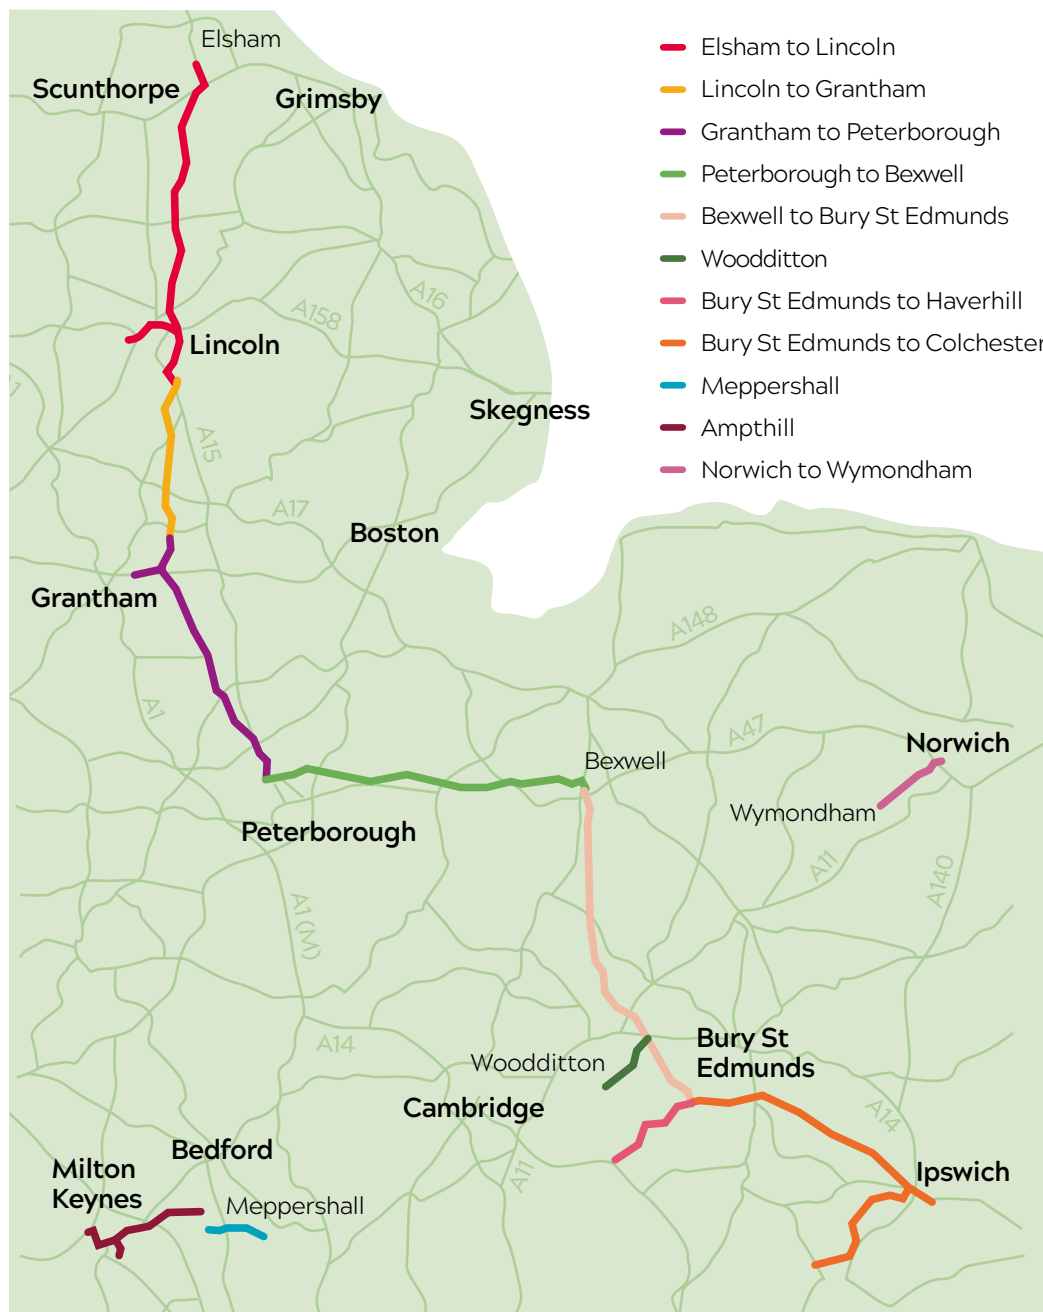 Elsham
Scunthorpe
Grimsby
Elsham to Lincoln
Lincoln to Grantham
Grantham to Peterborough
Peterborough to Bexwell
Bexwell to Bury St Edmunds
Woodditton
Bury St Edmunds to Haverhill
Bury St Edmunds to Colchester
Meppershall
Ampthill
Norwich to Wymondham
A16
A158
Lincoln
Skegness
A15
A17
Boston
Grantham
A148
A1
A47
Norwich
Bexwell
Wymondham
Peterborough
A11
A140
A1(M)
A14
Bury St
Edmunds
Woodditton
Cambridge
A14
Bedford
Milton
Keynes
A11
Ipswich
Meppershall